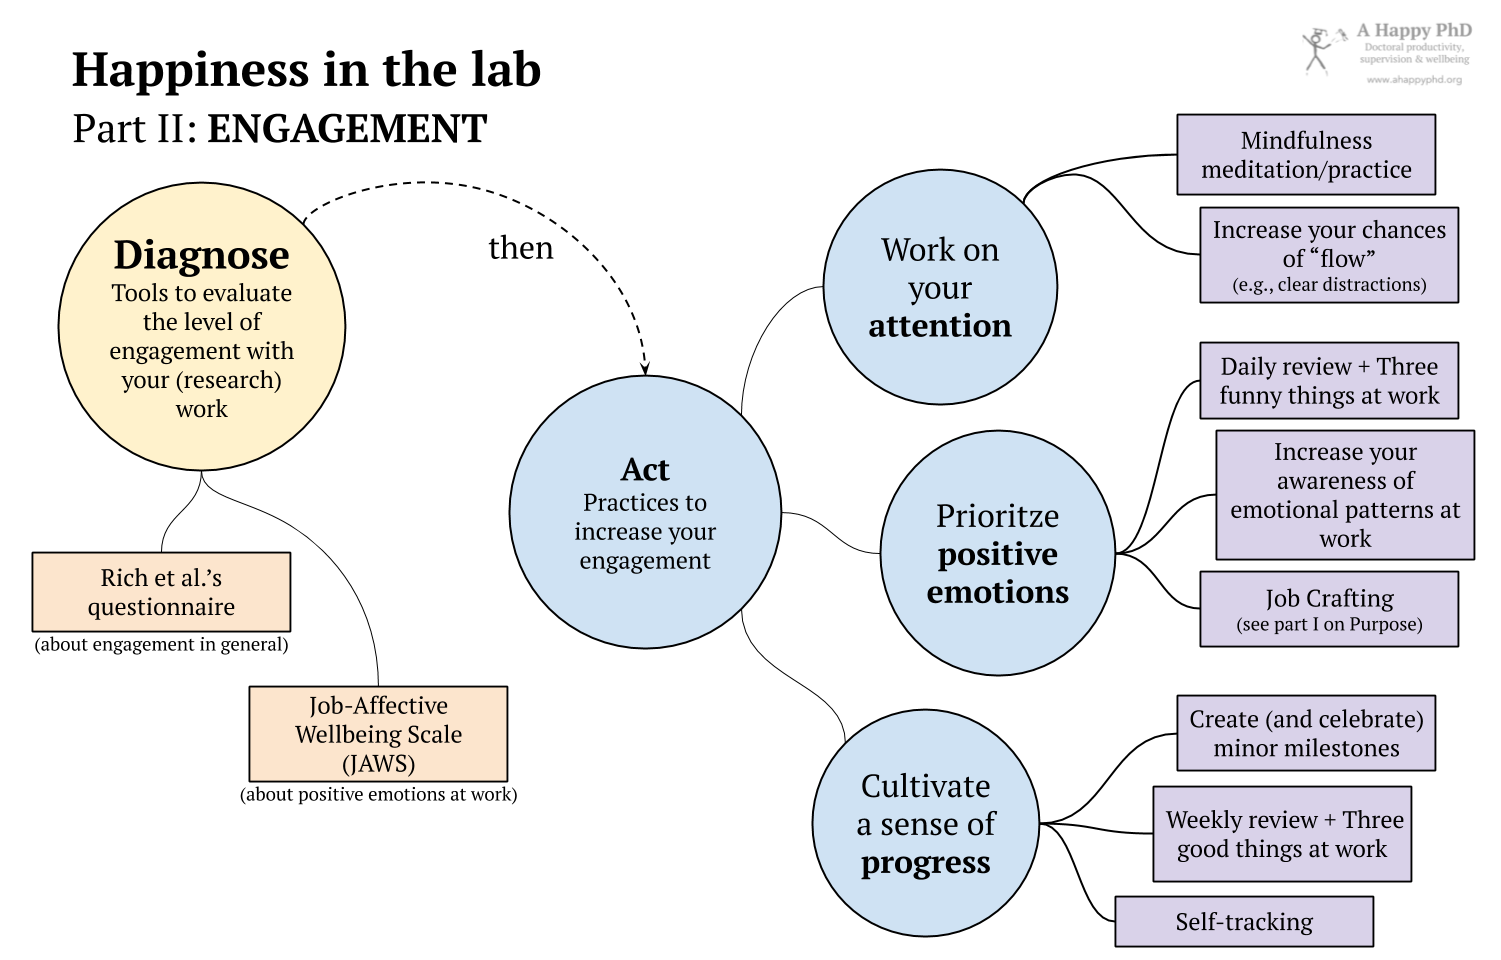 Happiness in the lab
Part II: ENGAGEMENT
A Happy PhD
Doctoral productivity,
supervision & wellbeing
www.ahappyphd.org
Diagnose
Tools to evaluate
the level of
engagement with
your (research)
work
then
Rich et al.’s
questionnaire
(about engagement in general)
Job-Affective
Wellbeing Scale
(JAWS)
(about positive emotions at work)
Act
Practices to
increase your
engagement
Work on
your
attention
Mindfulness
meditation/practice
Increase your chances
of “flow”
(e.g., clear distractions)
Prioritze
positive
emotions
Daily review + Three
funny things at work
Increase your
awareness of
emotional patterns at
work
Job Crafting
(see part I on Purpose)
Cultivate
a sense of
progress
Create (and celebrate)
minor milestones
Weekly review + Three
good things at work
Self-tracking